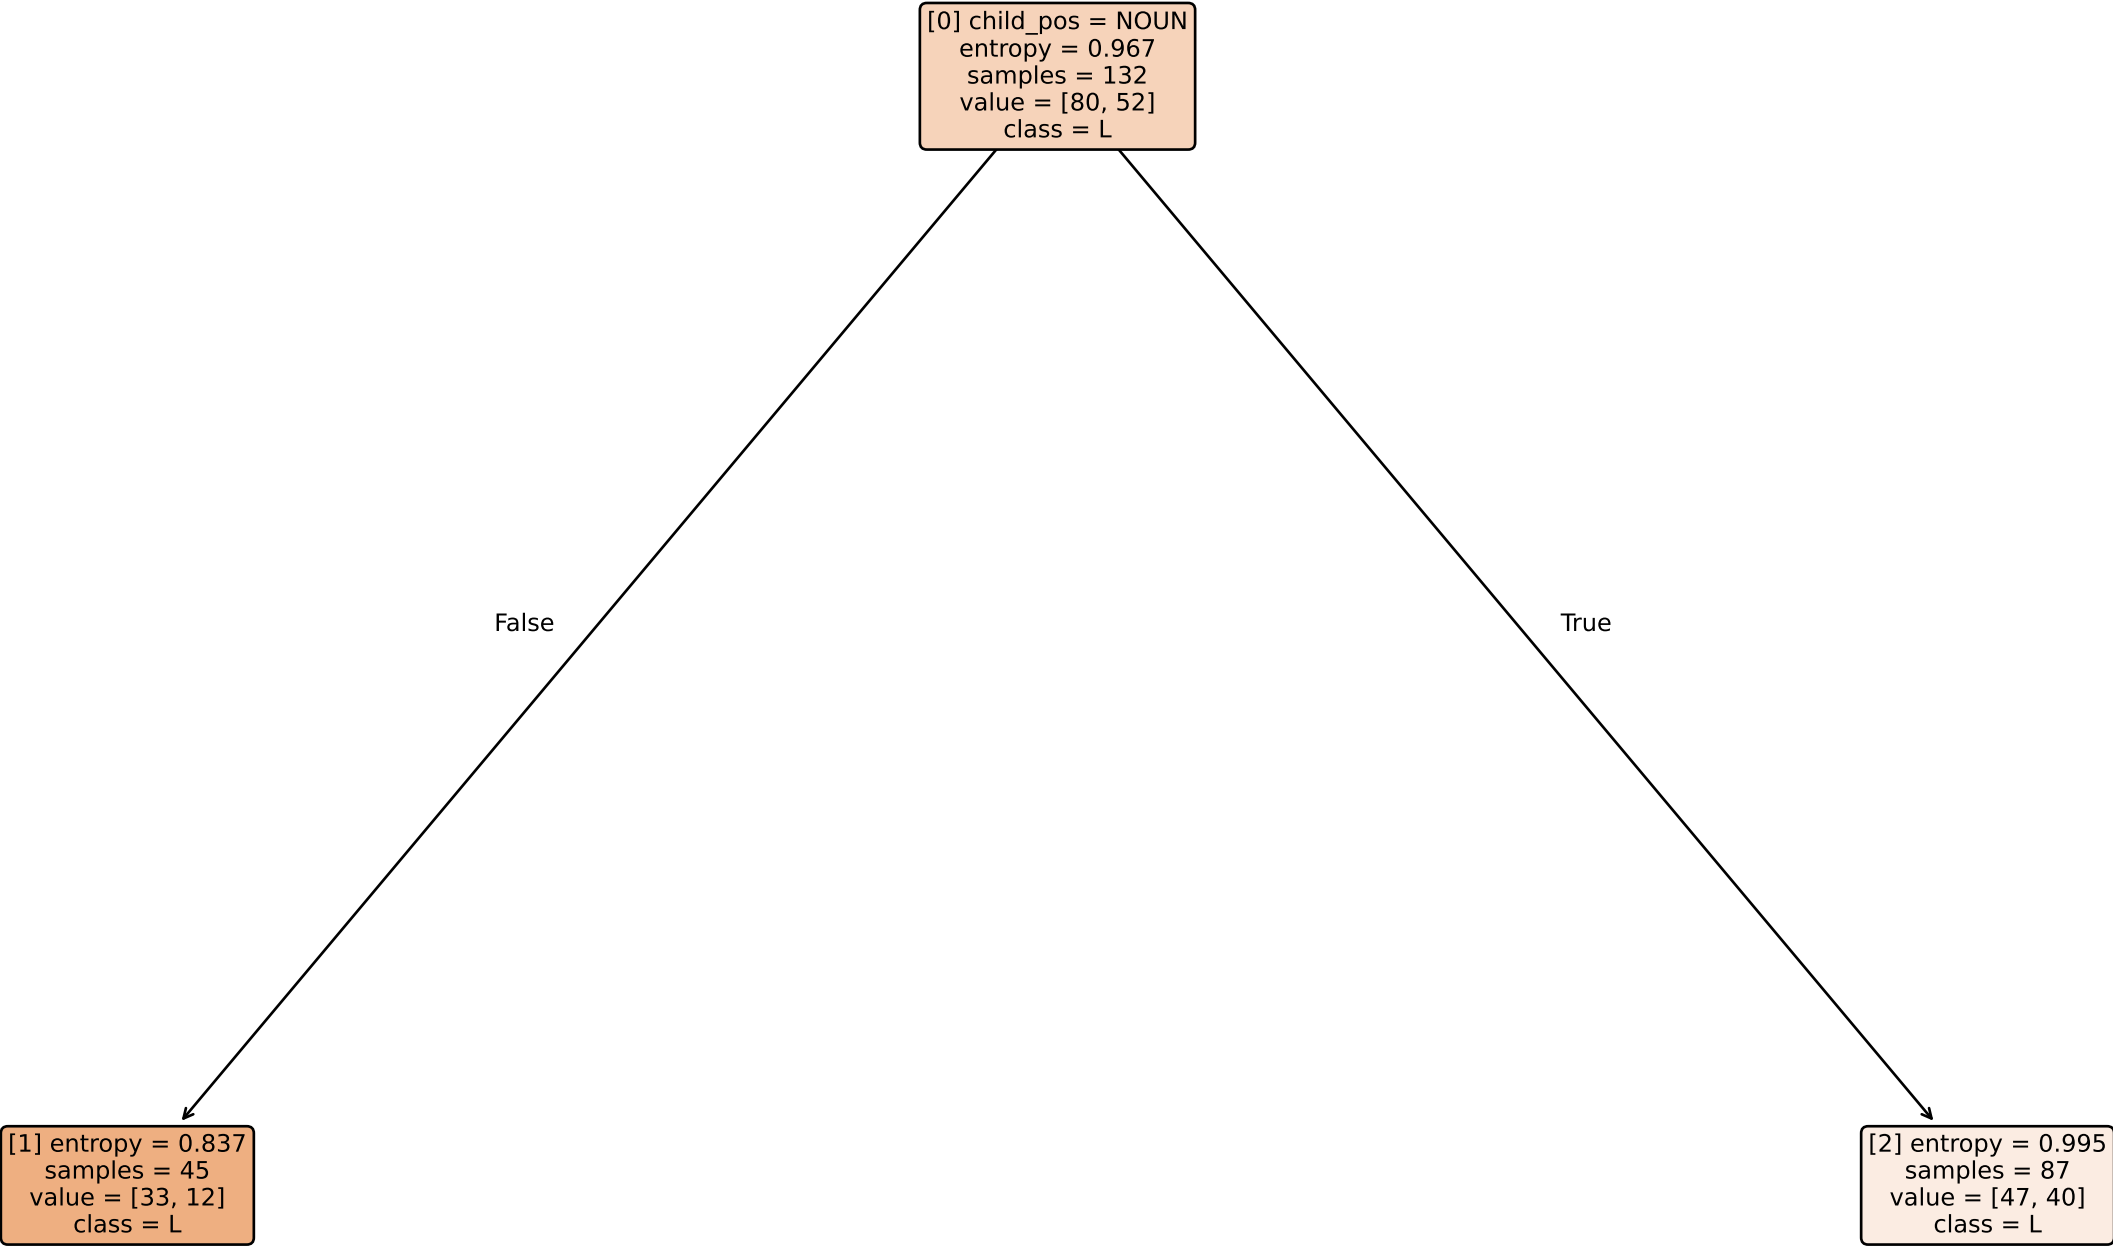 [0] child_pos = NOUN
entropy = 0.967
samples = 132
value = [80, 52]
class = L
False
True
[1] entropy = 0.837
samples = 45
value = [33, 12]
class = L
[2] entropy = 0.995
samples = 87
value = [47, 40]
class = L